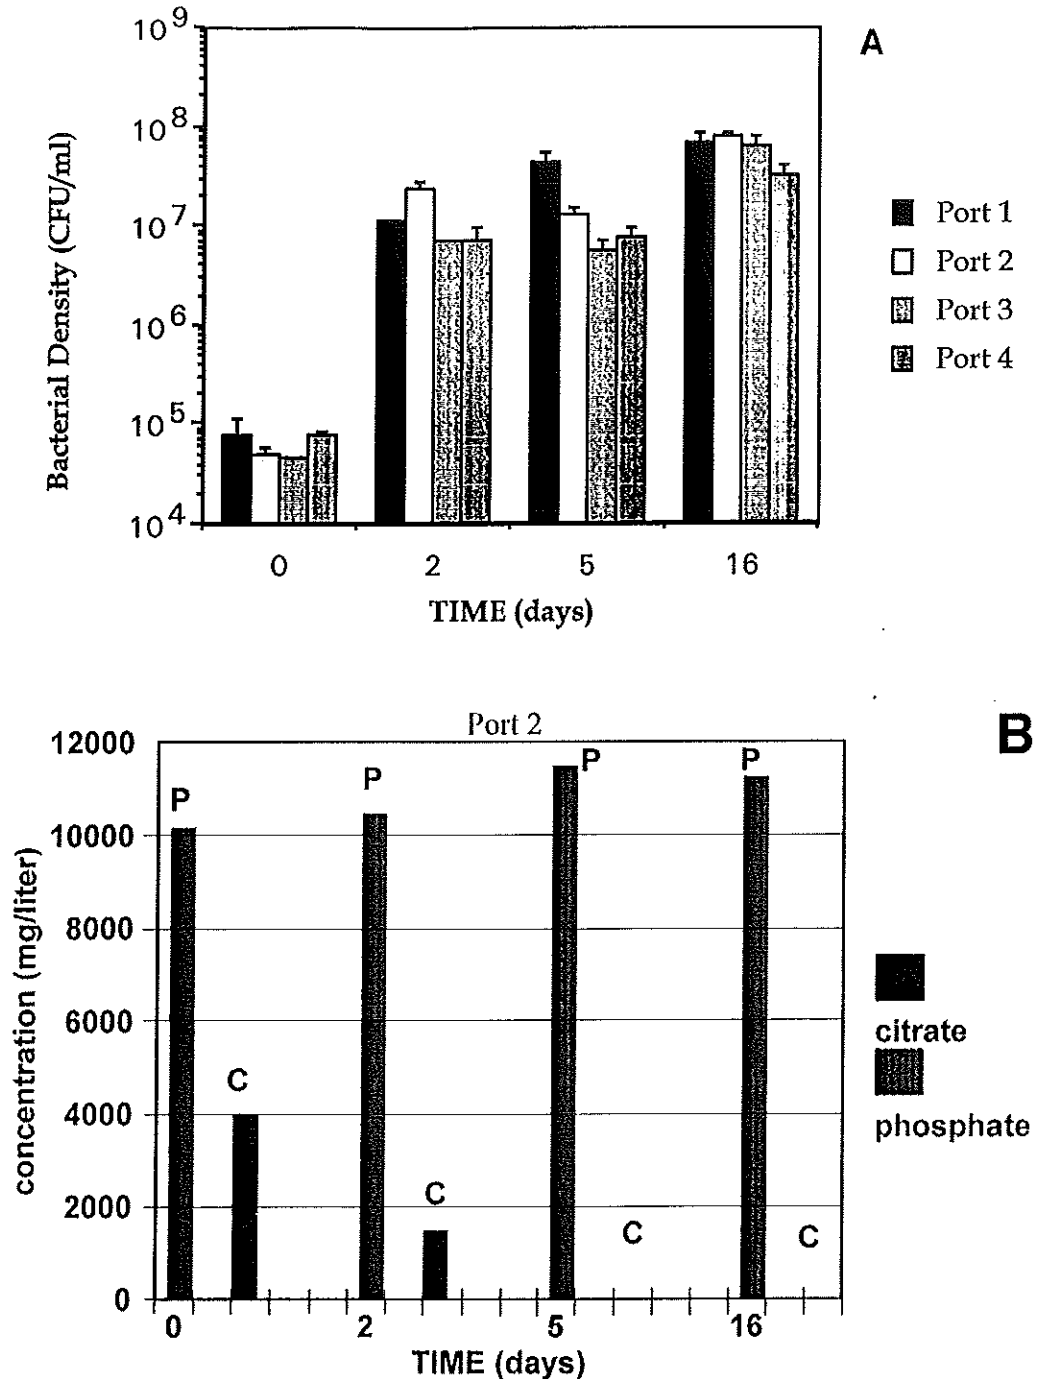 A
10^9
10^8
10^7
10^6
10^5
10^4
Bacterial Density (CFU/ml)
0 2 5 16
TIME (days)
Port 1
Port 2
Port 3
Port 4
B
Port 2
12000
10000
8000
6000
4000
2000
0
concentration (mg/liter)
P C P C P C P C
0 2 5 16
TIME (days)
citrate
phosphate